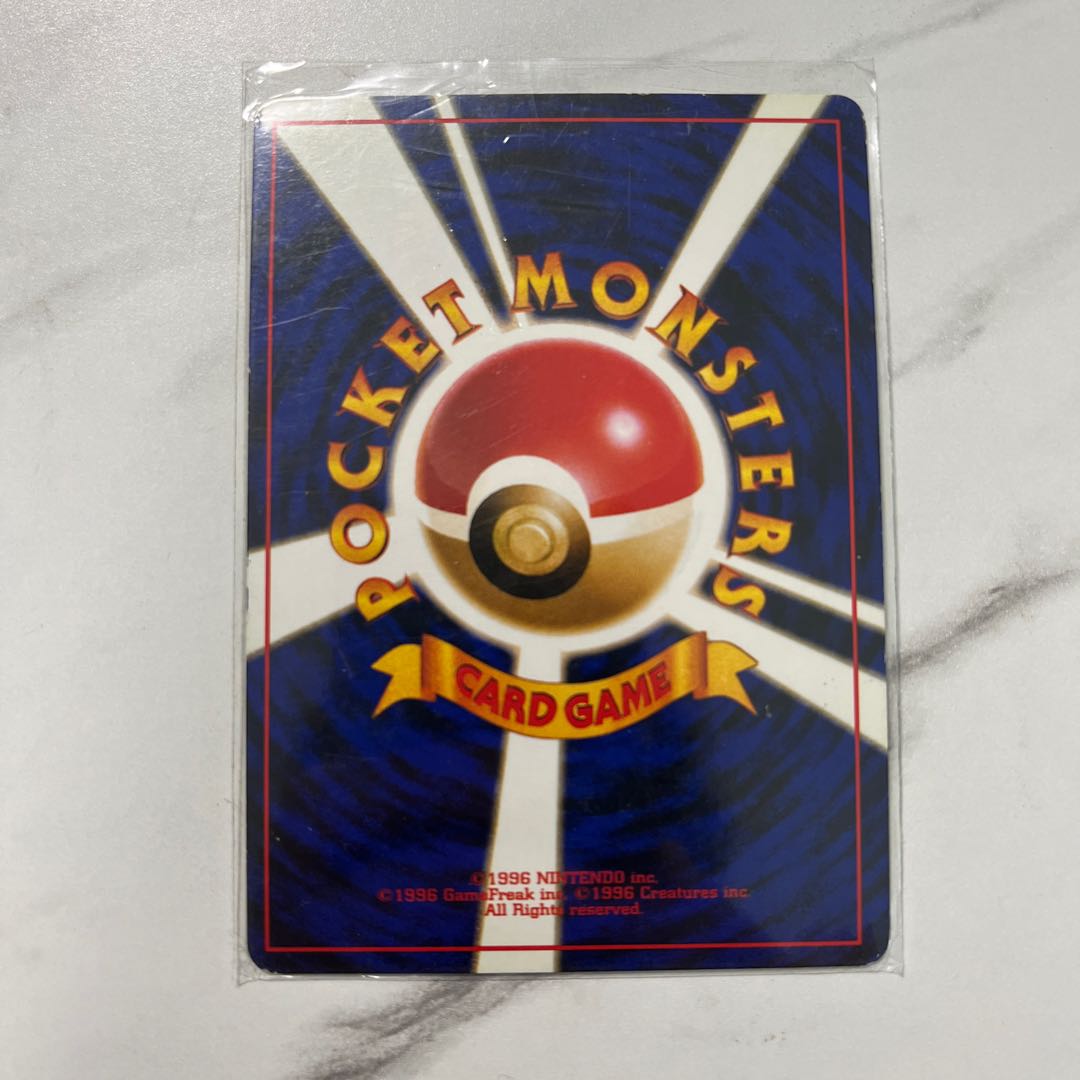 POCKET MONSTERS
CARD GAME
©1996 NINTENDO inc.
©1996 GameFreak inc. ©1996 Creatures inc.
All Rights reserved.